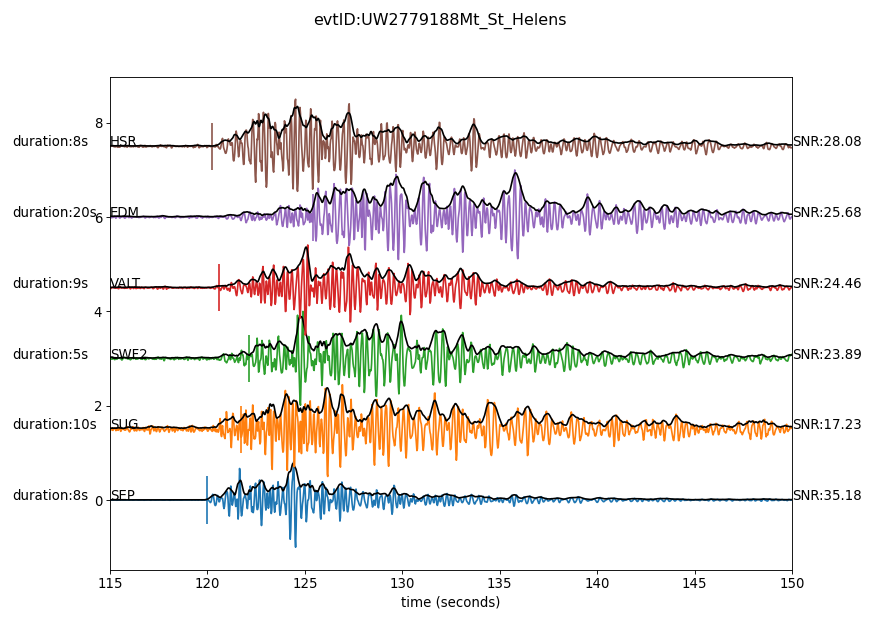 evtID:UW2779188Mt_St_Helens
8
duration:8s HSR SNR:28.08
duration:20s EDM SNR:25.68
6
duration:9s VALT SNR:24.46
4
duration:5s SWF2 SNR:23.89
2
duration:10s SUG SNR:17.23
duration:8s SEP SNR:35.18
0
115 120 125 130 135 140 145 150
time (seconds)